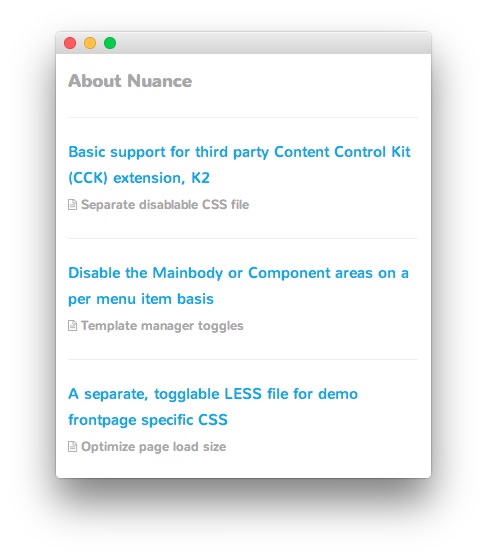 About Nuance
Basic support for third party Content Control Kit
(CCK) extension, K2
Separate disablable CSS file
Disable the Mainbody or Component areas on a
per menu item basis
Template manager toggles
A separate, togglable LESS file for demo
frontpage specific CSS
Optimize page load size